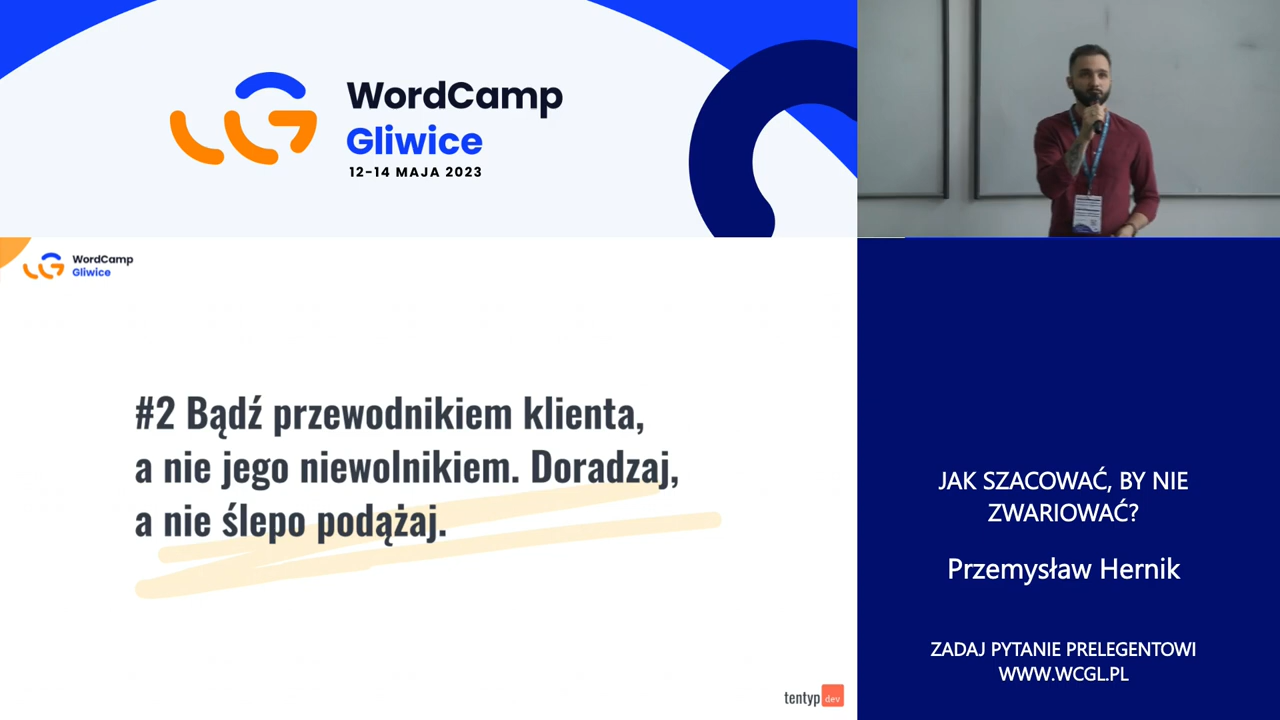 WordCamp
Gliwice
12-14 MAJA 2023
WordCamp
Gliwice
#2 Bądź przewodnikiem klienta,
a nie jego niewolnikiem. Doradzaj,
a nie ślepo podążaj.
tentyp dev
JAK SZACOWAĆ, BY NIE
ZWARIOWAĆ?
Przemysław Hernik
ZADAJ PYTANIE PRELEGENTOWI
WWW.WCGL.PL